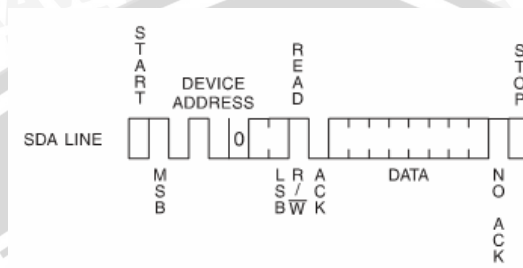 START
READ
STOP
DEVICE
ADDRESS
SDA LINE
0
MSB
LSB
R/W
ACK
DATA
NO ACK